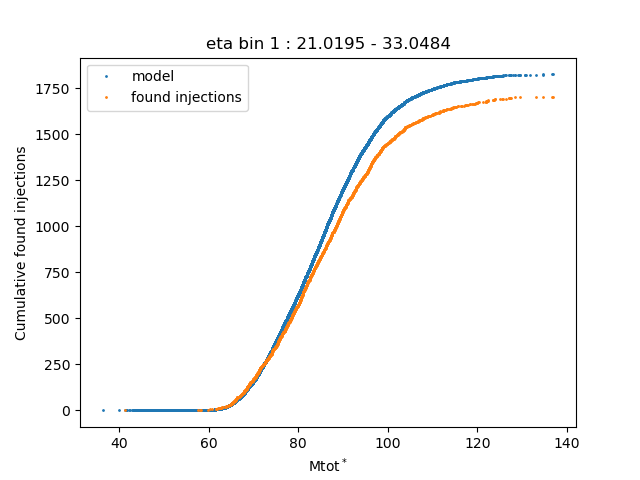 eta bin 1 : 21.0195 - 33.0484
model
found injections
Cumulative found injections
1750
1500
1250
1000
750
500
250
0
40 60 80 100 120 140
Mtot*